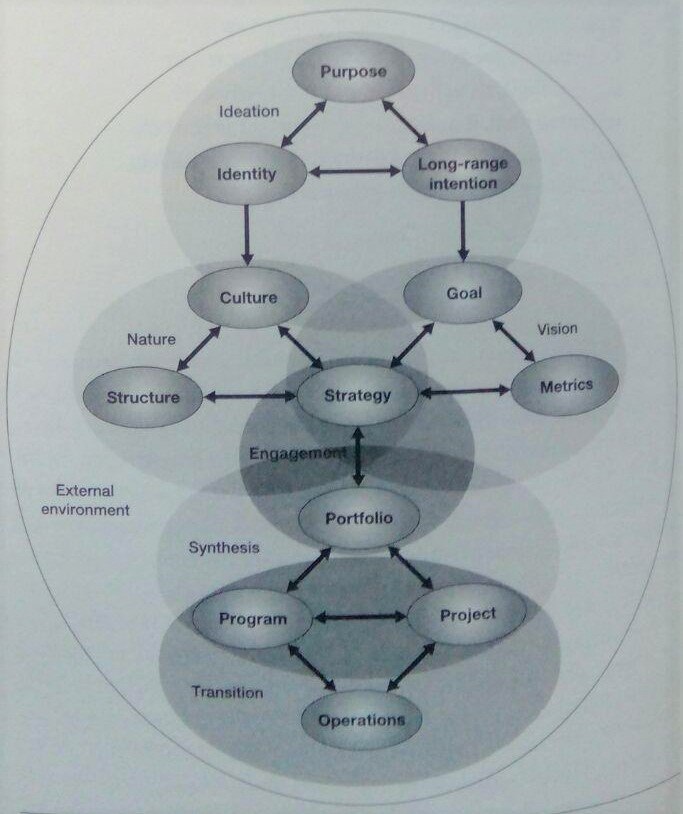 Purpose
Ideation
Identity
Long-range
intention
Culture
Goal
Nature
Vision
Structure
Strategy
Metrics
Engagement
External
environment
Portfolio
Synthesis
Program
Project
Transition
Operations